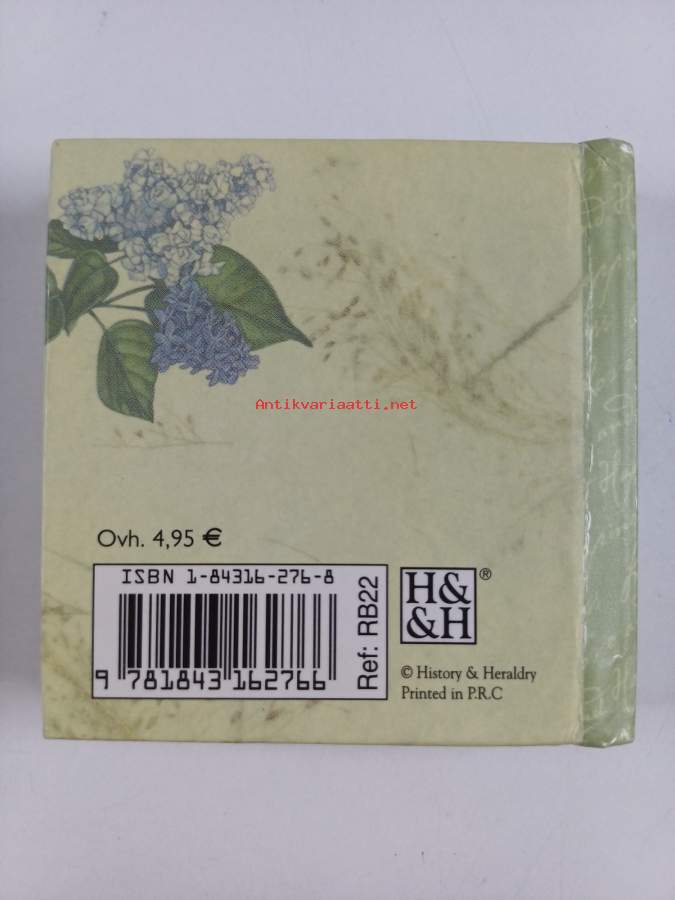 Antikvariaatti.net
Ovh. 4,95 €
ISBN 1-84316-276-8
9 781843 162766
Ref: RB22
H&
&H®
© History & Heraldry
Printed in P.R.C